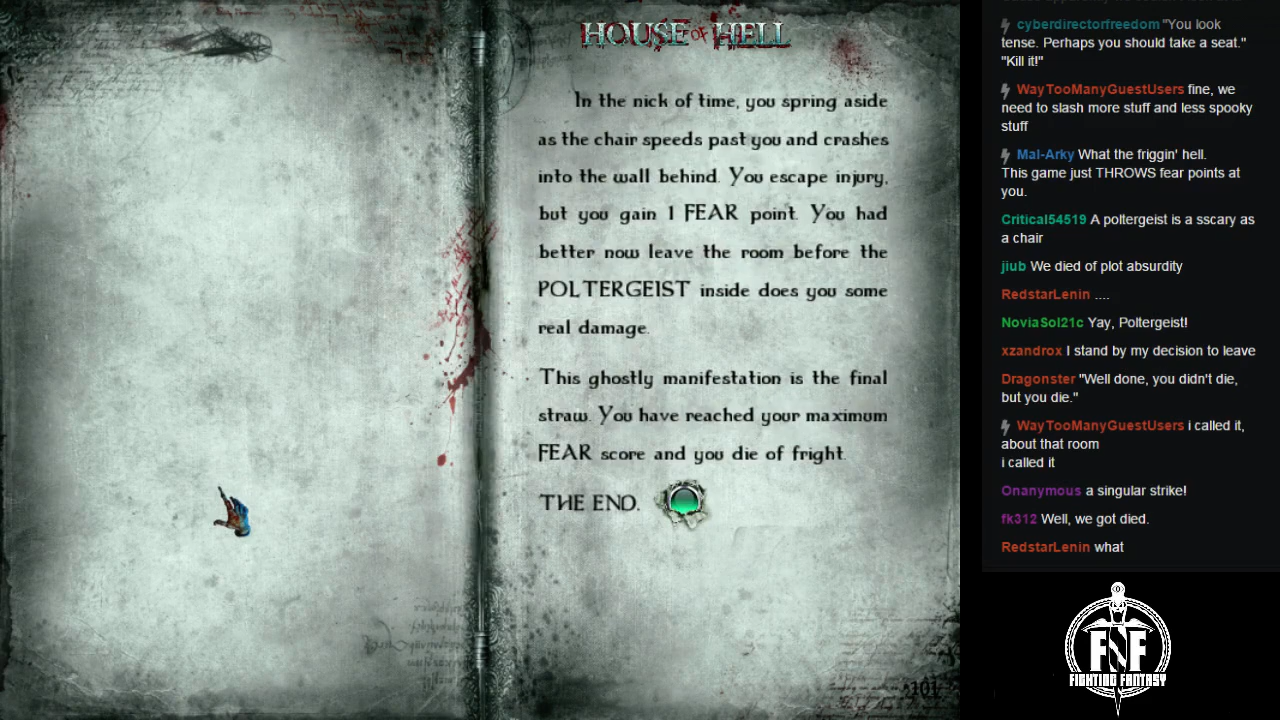 HOUSE OF HELL
In the nick of time, you spring aside
as the chair speeds past you and crashes
into the wall behind. You escape injury,
but you gain 1 FEAR point. You had
better now leave the room before the
POLTERGEIST inside does you some
real damage.
This ghostly manifestation is the final
straw. You have reached your maximum
FEAR score and you die of fright.
THE END.
101
cyberdirectorfreedom "You look
tense. Perhaps you should take a seat."
"Kill it!"
WayTooManyGuestUsers fine, we
need to slash more stuff and less spooky
stuff
Mal-Arky What the friggin' hell.
This game just THROWS fear points at
you.
Critical54519 A poltergeist is a sscary as
a chair
jiub We died of plot absurdity
RedstarLenin ....
NoviaSol21c Yay, Poltergeist!
xzandrox I stand by my decision to leave
Dragonster "Well done, you didn't die,
but you die."
WayTooManyGuestUsers i called it,
about that room
i called it
Onanymous a singular strike!
fk312 Well, we got died.
RedstarLenin what
FF
FIGHTING FANTASY